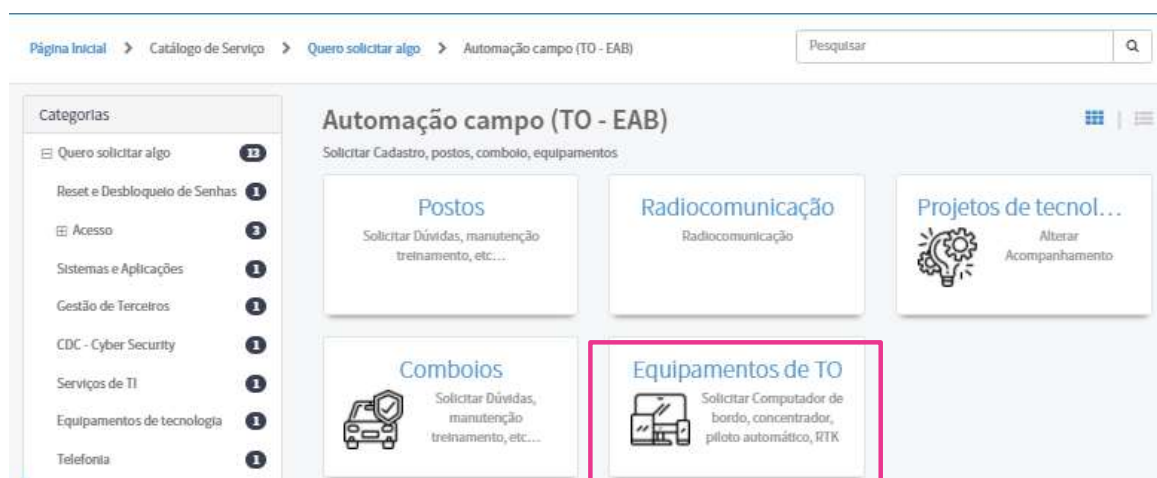 Página Inicial > Catálogo de Serviço > Quero solicitar algo > Automação campo (TO - EAB)
Pesquisar
Categorias
Quero solicitar algo 13
Reset e Desbloqueio de Senhas 1
Acesso 3
Sistemas e Aplicações 1
Gestão de Terceiros 1
CDC - Cyber Security 1
Serviços de TI 1
Equipamentos de tecnologia 1
Telefonia 1
Automação campo (TO - EAB)
Solicitar Cadastro, postos, comboio, equipamentos
Postos
Solicitar Dúvidas, manutenção
treinamento, etc...
Radiocomunicação
Radiocomunicação
Projetos de tecnol...
Alterar
Acompanhamento
Comboios
Solicitar Dúvidas,
manutenção
treinamento, etc...
Equipamentos de TO
Solicitar Computador de
bordo, concentrador,
piloto automático, RTK